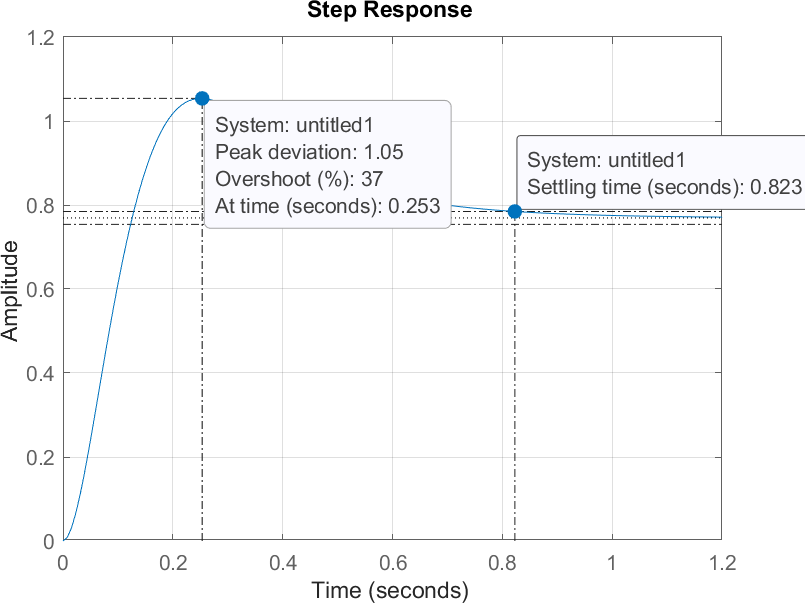 Step Response
1.2
1
0.8
0.6
0.4
0.2
0
Amplitude
System: untitled1
Peak deviation: 1.05
Overshoot (%): 37
At time (seconds): 0.253
System: untitled1
Settling time (seconds): 0.823
0
0.2
0.4
0.6
0.8
1
1.2
Time (seconds)